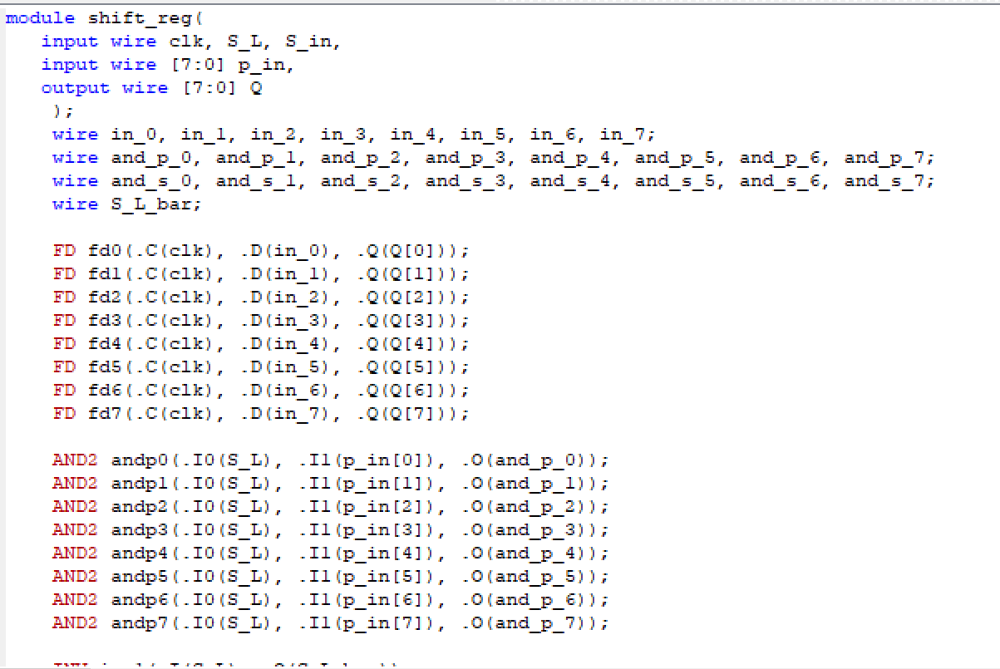 module shift_reg(
input wire clk, S_L, S_in,
input wire [7:0] p_in,
output wire [7:0] Q
);
wire in_0, in_1, in_2, in_3, in_4, in_5, in_6, in_7;
wire and_p_0, and_p_1, and_p_2, and_p_3, and_p_4, and_p_5, and_p_6, and_p_7;
wire and_s_0, and_s_1, and_s_2, and_s_3, and_s_4, and_s_5, and_s_6, and_s_7;
wire S_L_bar;
FD fd0(.C(clk), .D(in_0), .Q(Q[0]));
FD fd1(.C(clk), .D(in_1), .Q(Q[1]));
FD fd2(.C(clk), .D(in_2), .Q(Q[2]));
FD fd3(.C(clk), .D(in_3), .Q(Q[3]));
FD fd4(.C(clk), .D(in_4), .Q(Q[4]));
FD fd5(.C(clk), .D(in_5), .Q(Q[5]));
FD fd6(.C(clk), .D(in_6), .Q(Q[6]));
FD fd7(.C(clk), .D(in_7), .Q(Q[7]));
AND2 andp0(.I0(S_L), .I1(p_in[0]), .O(and_p_0));
AND2 andp1(.I0(S_L), .I1(p_in[1]), .O(and_p_1));
AND2 andp2(.I0(S_L), .I1(p_in[2]), .O(and_p_2));
AND2 andp3(.I0(S_L), .I1(p_in[3]), .O(and_p_3));
AND2 andp4(.I0(S_L), .I1(p_in[4]), .O(and_p_4));
AND2 andp5(.I0(S_L), .I1(p_in[5]), .O(and_p_5));
AND2 andp6(.I0(S_L), .I1(p_in[6]), .O(and_p_6));
AND2 andp7(.I0(S_L), .I1(p_in[7]), .O(and_p_7));